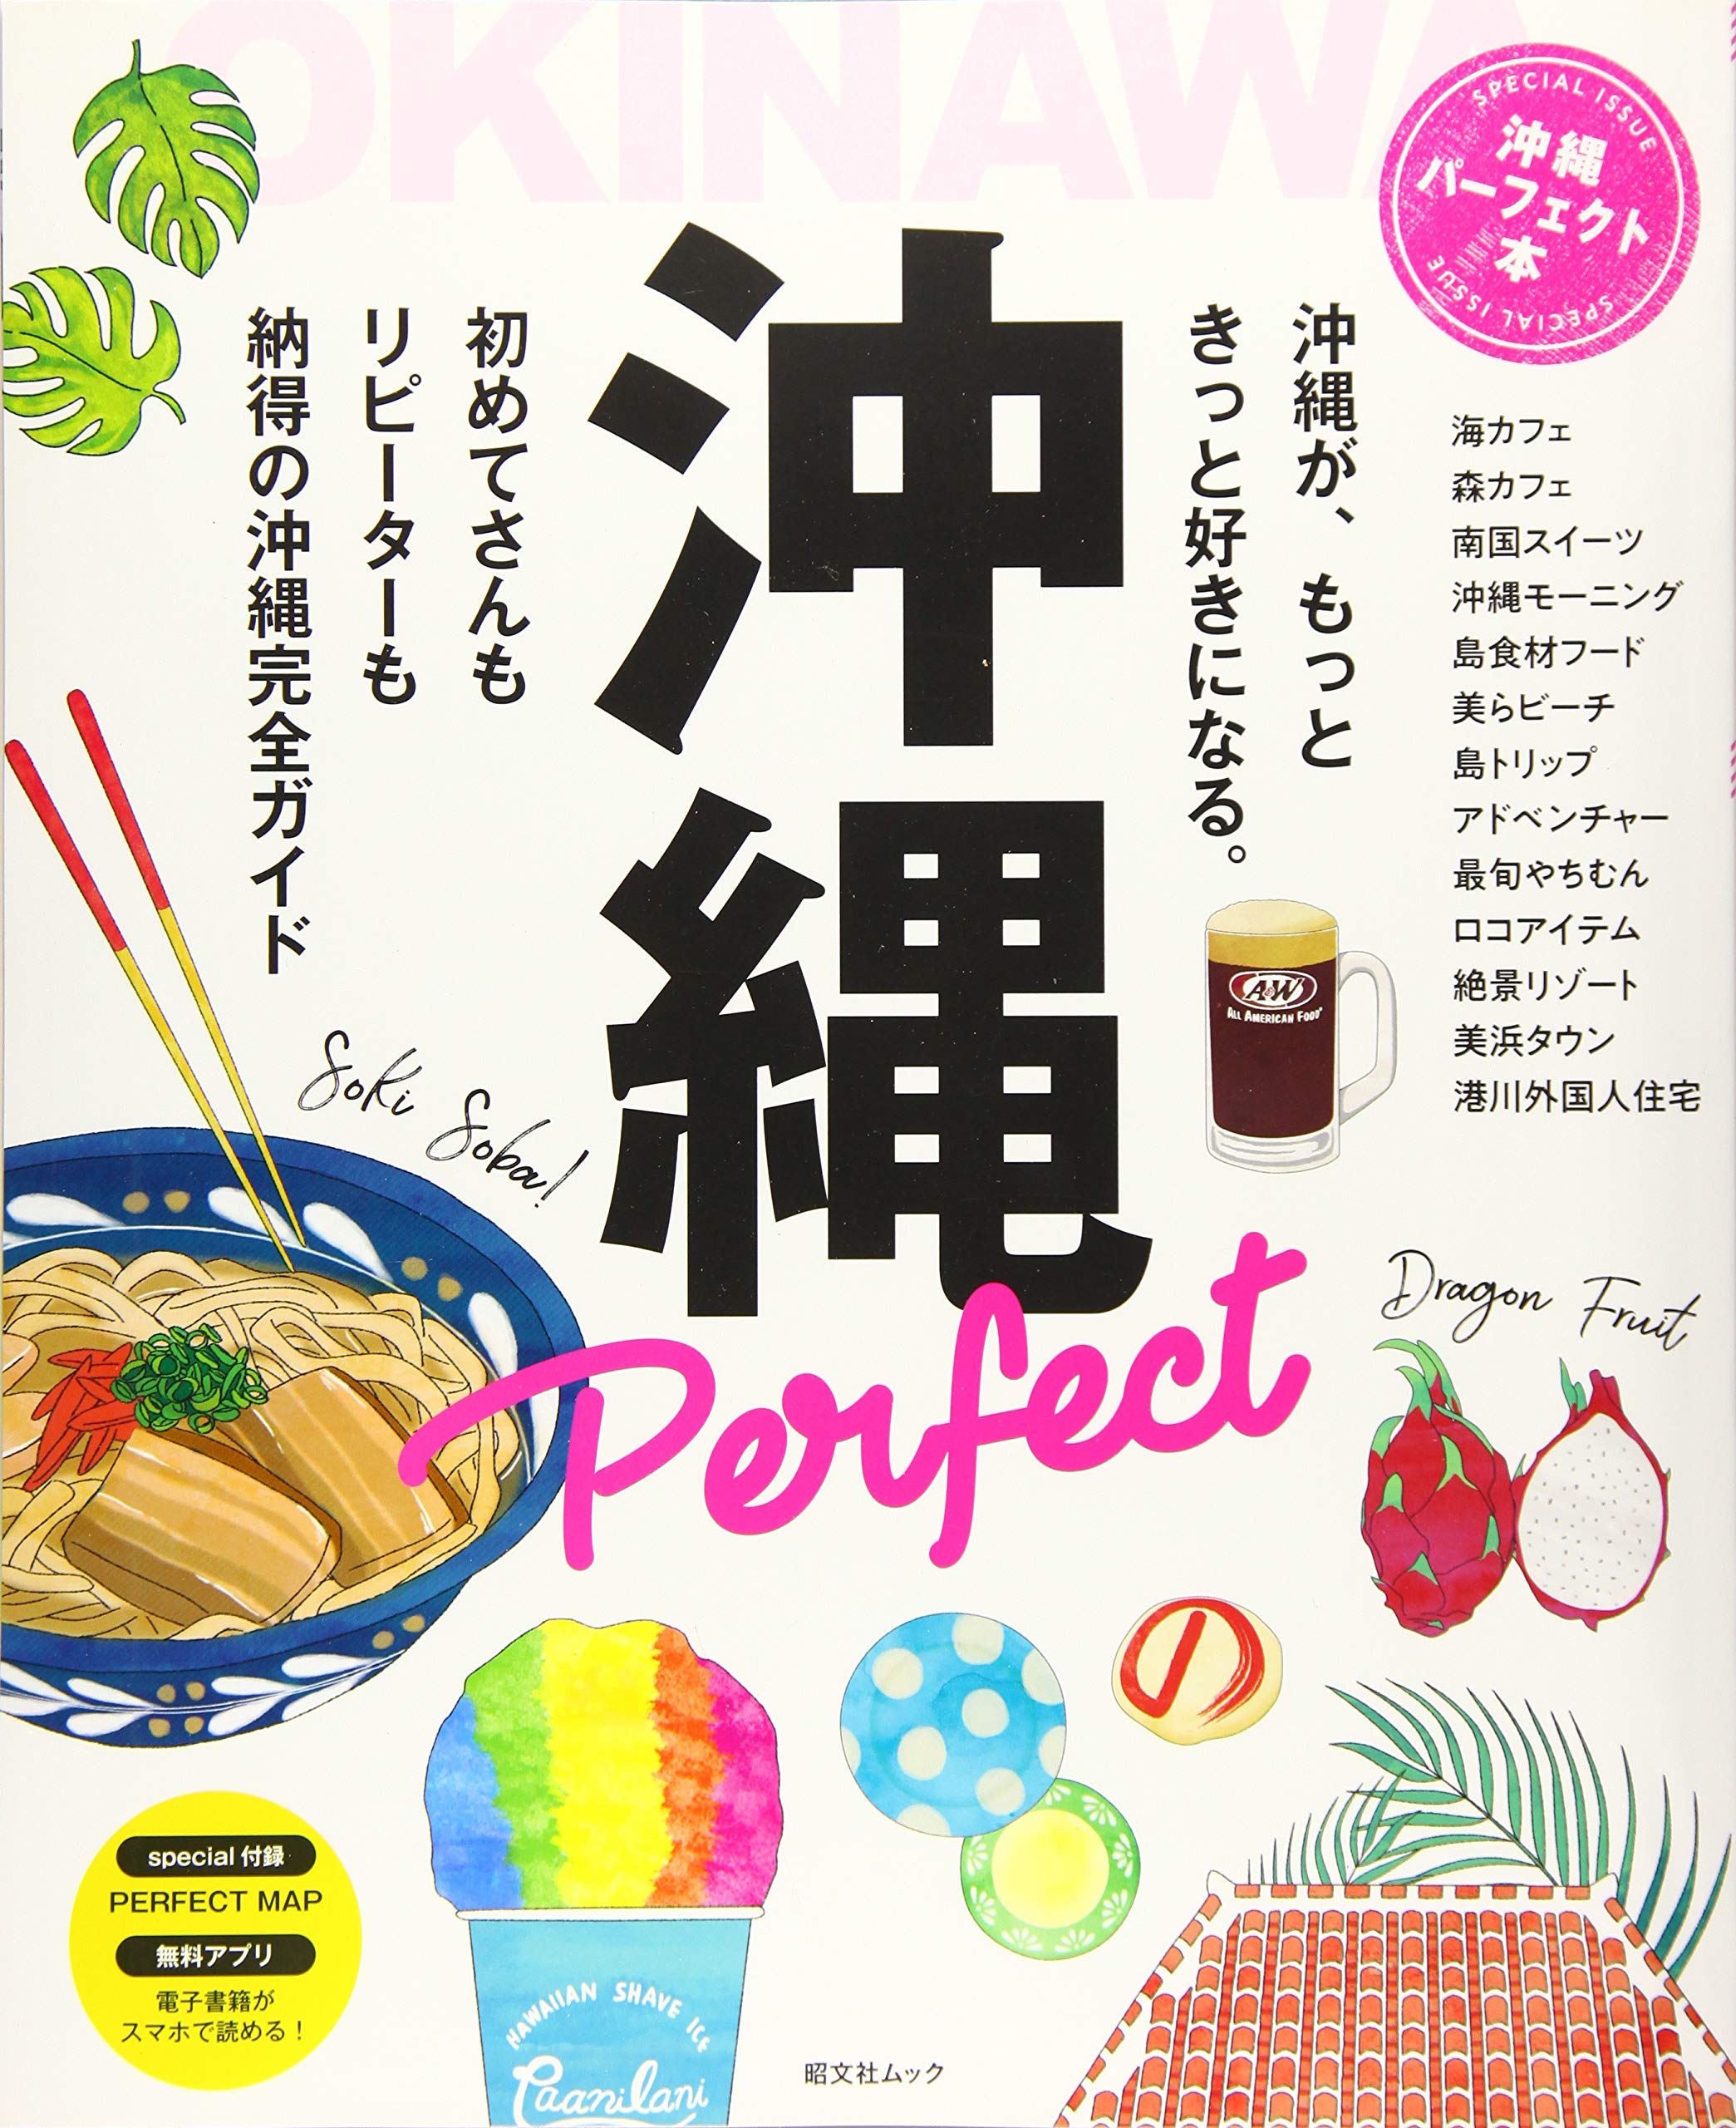 OKINAWA
SPECIAL ISSUE
沖縄
パーフェクト
本
SPECIAL ISSUE
沖縄が、もっと
きっと好きになる。
沖縄
Perfect
初めてさんも
リピーターも
納得の沖縄完全ガイド
海カフェ
森カフェ
南国スイーツ
沖縄モーニング
島食材フード
美らビーチ
島トリップ
アドベンチャー
最旬やちむん
ロコアイテム
絶景リゾート
美浜タウン
港川外国人住宅
A&W
ALL AMERICAN FOOD
Soki Soba!
Dragon Fruit
の
special 付録
PERFECT MAP
無料アプリ
電子書籍が
スマホで読める！
HAWAIIAN SHAVE ICE
Paanilani
昭文社ムック